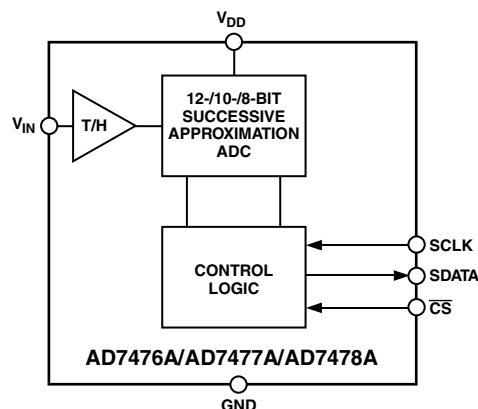 VDD
12-/10-/8-BIT
SUCCESSIVE
APPROXIMATION
ADC
T/H
VIN
CONTROL
LOGIC
SCLK
SDATA
CS
AD7476A/AD7477A/AD7478A
GND